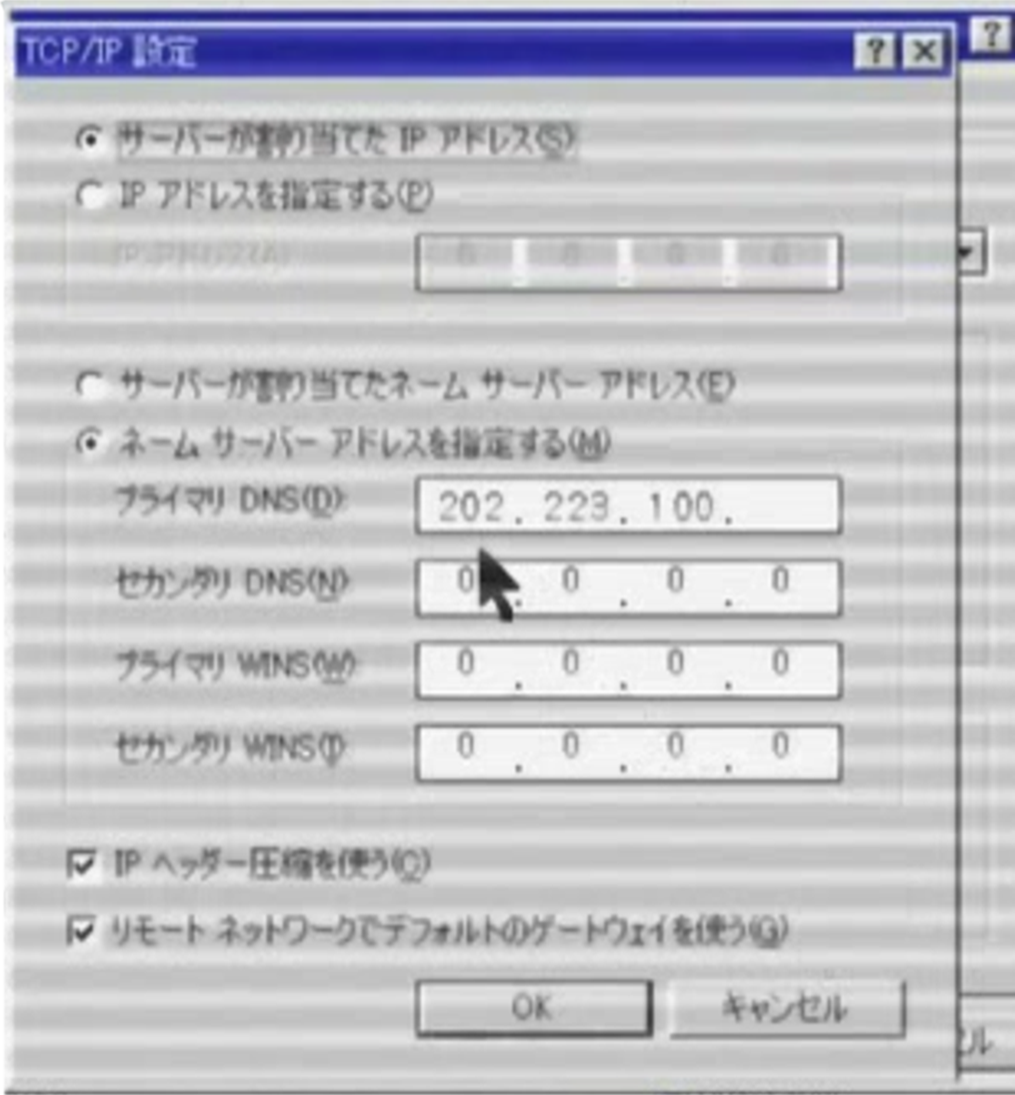 TCP/IP 設定
サーバーが割り当てた IP アドレス(S)
IP アドレスを指定する(P)
IP アドレス(A)
0 . 0 . 0 . 0
サーバーが割り当てたネーム サーバー アドレス(E)
ネーム サーバー アドレスを指定する(M)
プライマリ DNS(D) 202 . 223 . 100 .
セカンダリ DNS(N) 0 . 0 . 0 . 0
プライマリ WINS(W) 0 . 0 . 0 . 0
セカンダリ WINS(I) 0 . 0 . 0 . 0
IP ヘッダー圧縮を使う(C)
リモート ネットワークでデフォルトのゲートウェイを使う(G)
OK キャンセル